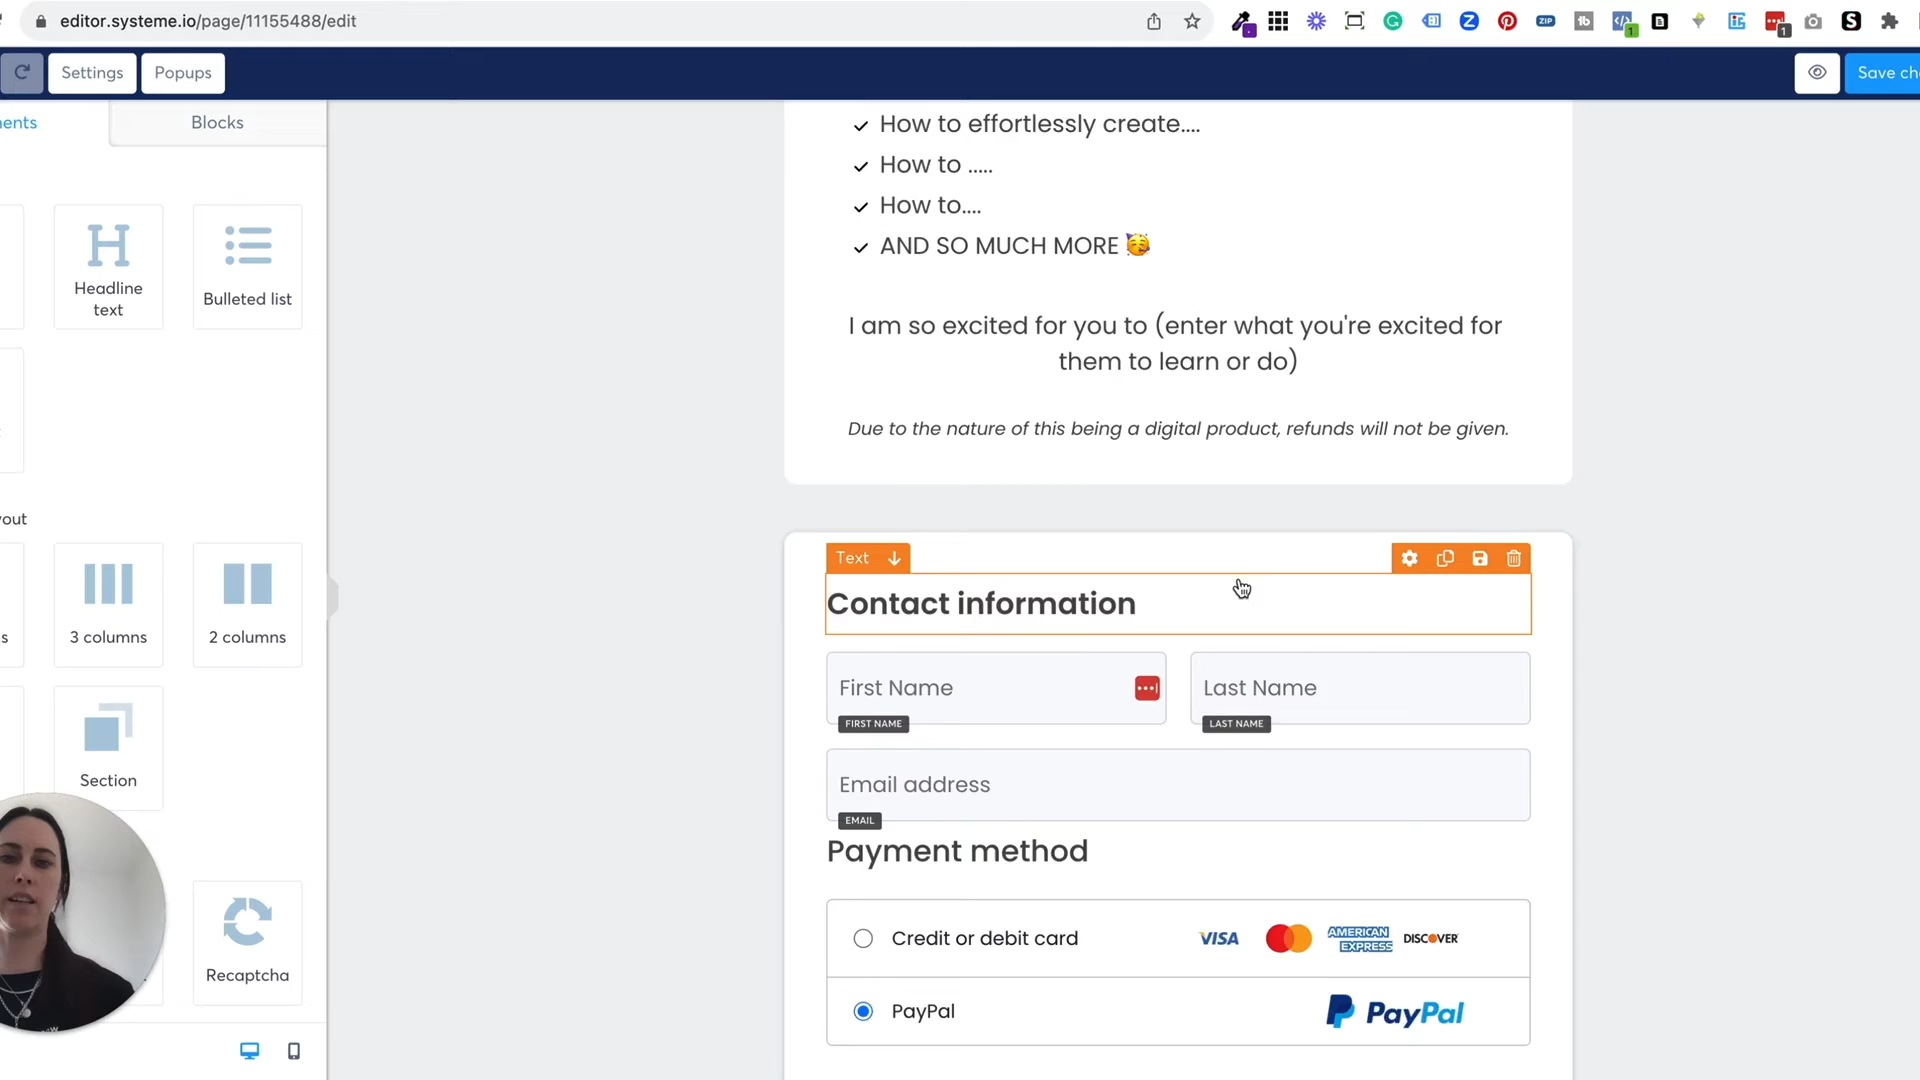 editor.systeme.io/page/11155488/edit
ZIP
1
1
Settings
Popups
Save ch
ents
Blocks
Headline
text
Bulleted list
out
s
3 columns
2 columns
Section
Recaptcha
How to effortlessly create....
How to .....
How to....
AND SO MUCH MORE 🥳
I am so excited for you to (enter what you're excited for
them to learn or do)
Due to the nature of this being a digital product, refunds will not be given.
Text
Contact information
First Name
FIRST NAME
Last Name
LAST NAME
Email address
EMAIL
Payment method
Credit or debit card
VISA
AMERICAN
EXPRESS
DISCOVER
PayPal
PayPal